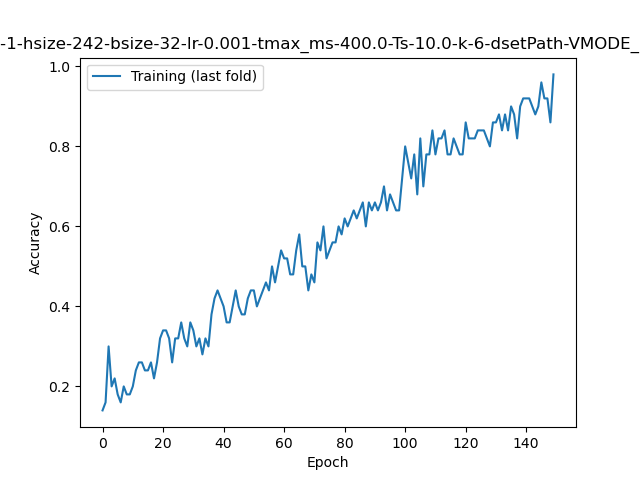 -1-hsize-242-bsize-32-lr-0.001-tmax_ms-400.0-Ts-10.0-k-6-dsetPath-VMODE_
Training (last fold)
1.0
0.8
0.6
0.4
0.2
Accuracy
0 20 40 60 80 100 120 140
Epoch